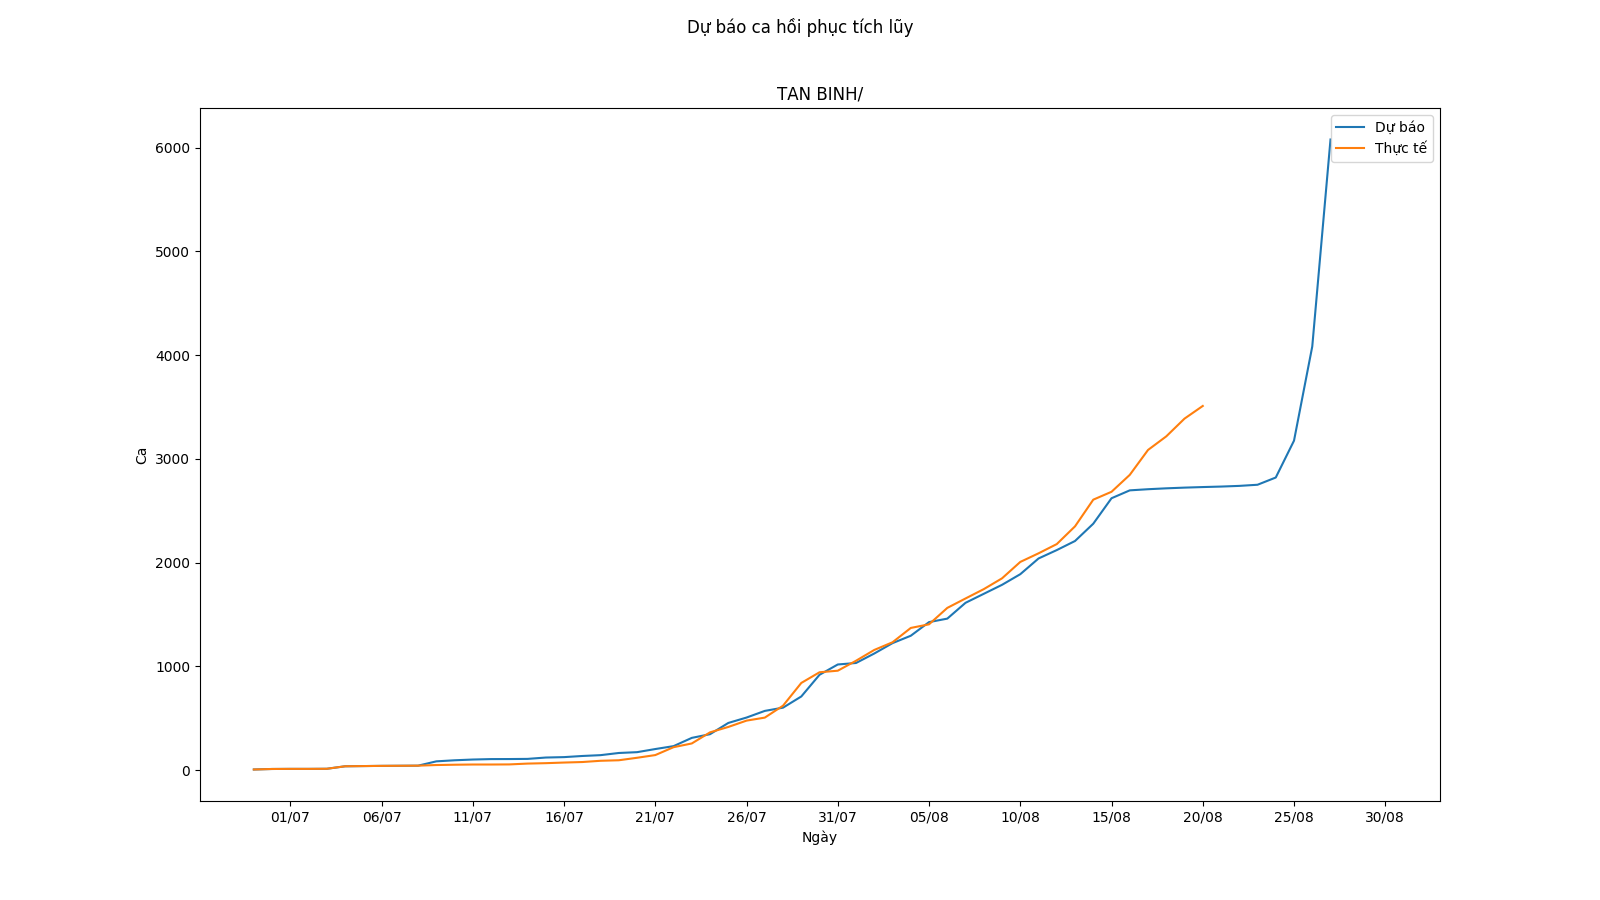 Dự báo ca hồi phục tích lũy
TAN BINH/
Dự báo
Thực tế
6000
5000
4000
3000
2000
1000
0
Ca
01/07 06/07 11/07 16/07 21/07 26/07 31/07 05/08 10/08 15/08 20/08 25/08 30/08
Ngày